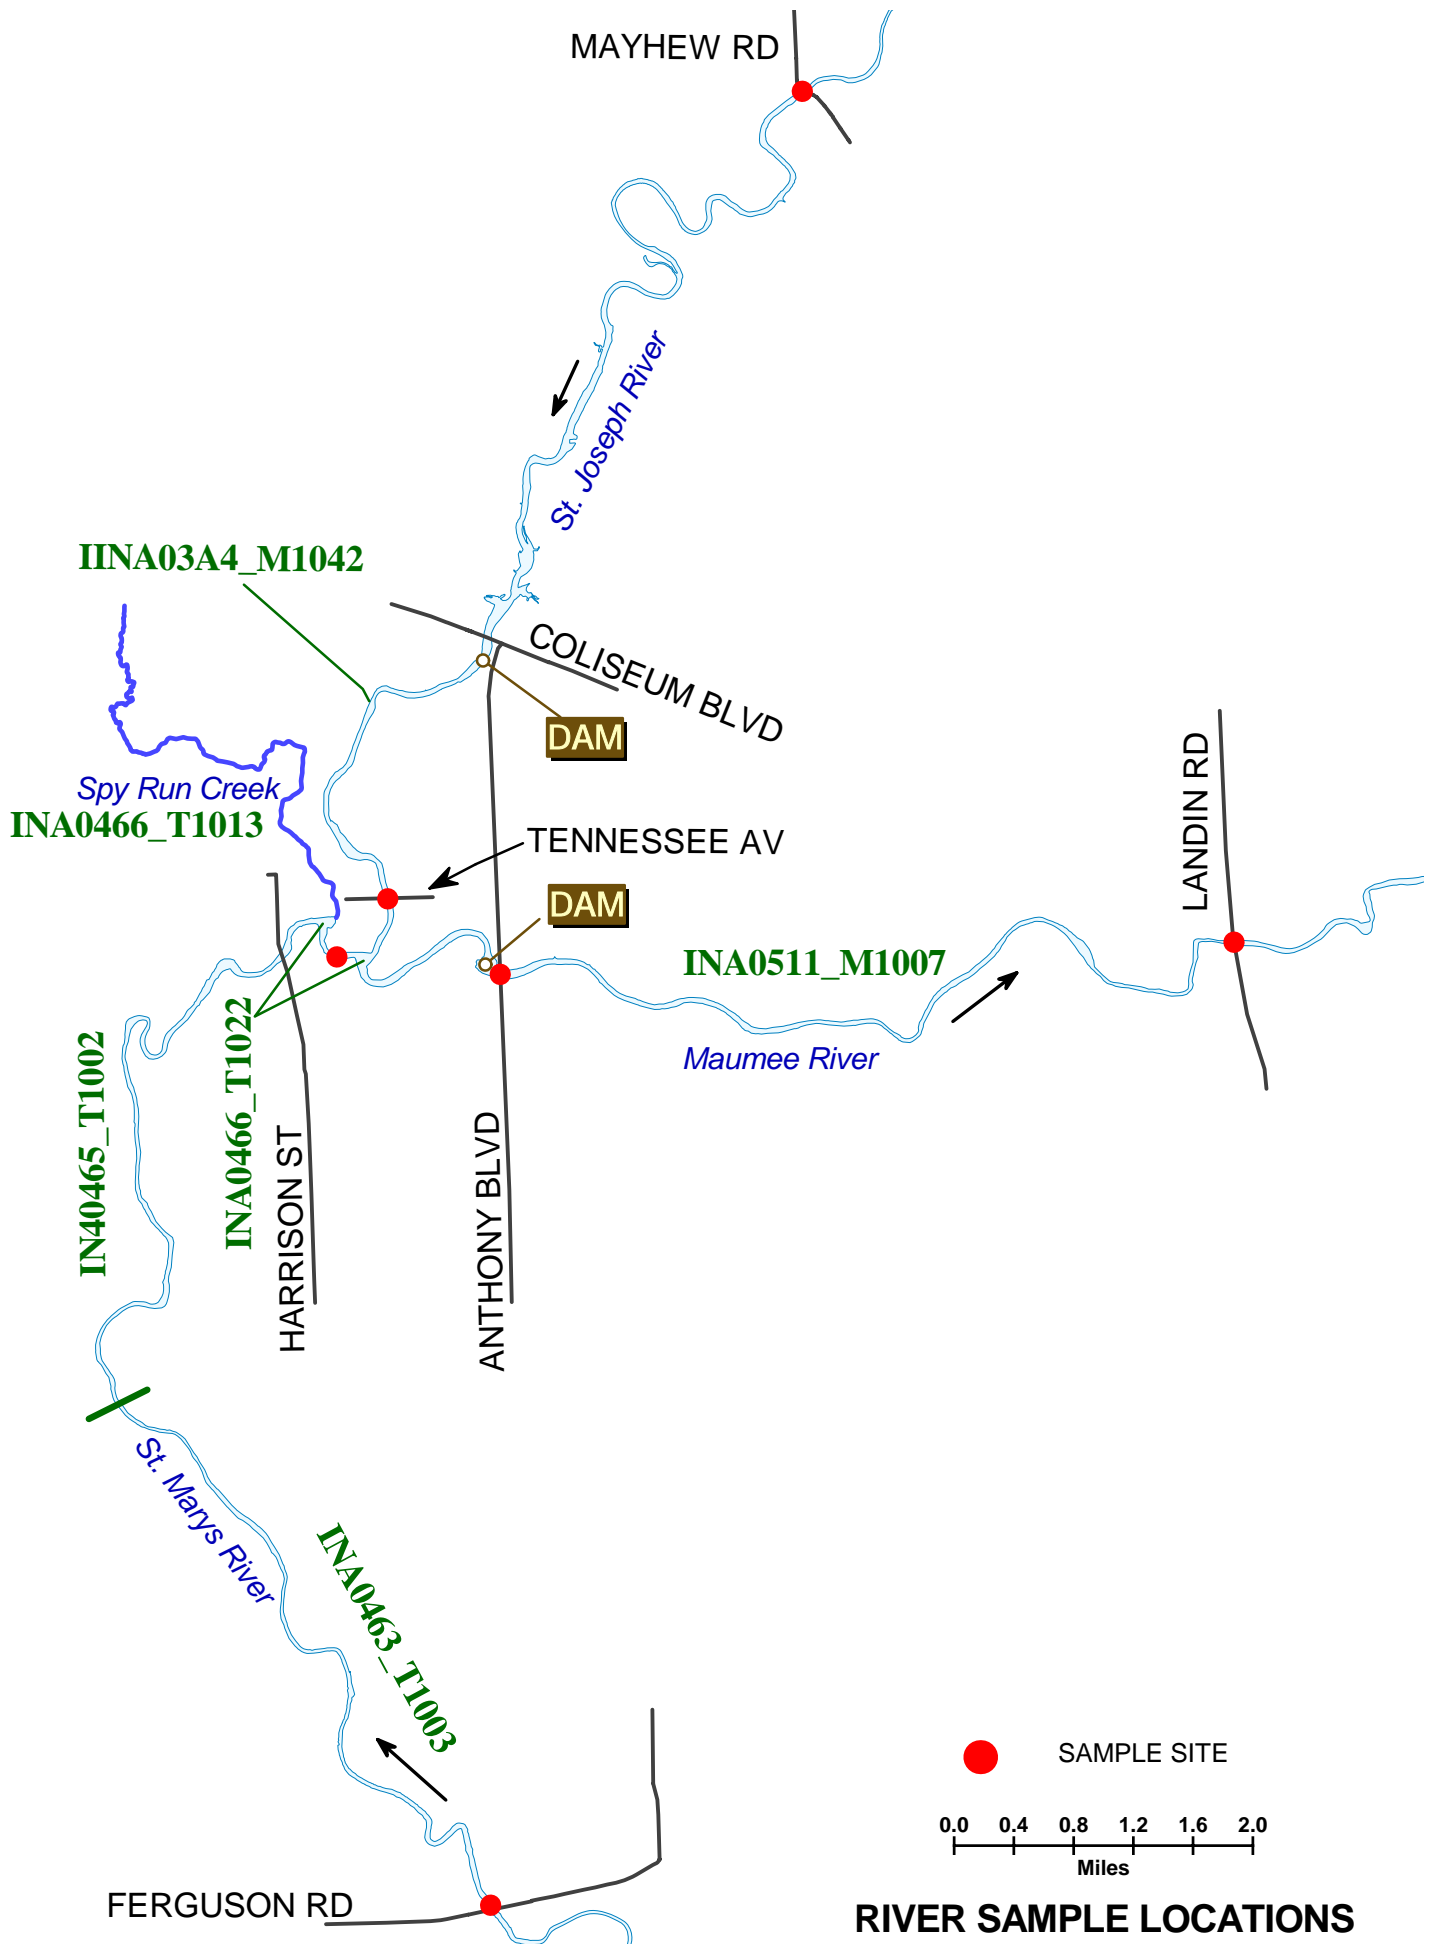 MAYHEW RD
St. Joseph River
IINA03A4_M1042
COLISEUM BLVD
DAM
Spy Run Creek
INA0466_T1013
TENNESSEE AV
LANDIN RD
DAM
INA0511_M1007
Maumee River
IN40465_T1002
INA0466_T1022
HARRISON ST
ANTHONY BLVD
St. Marys River
INA0463_T1003
SAMPLE SITE
0.0 0.4 0.8 1.2 1.6 2.0
Miles
FERGUSON RD
RIVER SAMPLE LOCATIONS